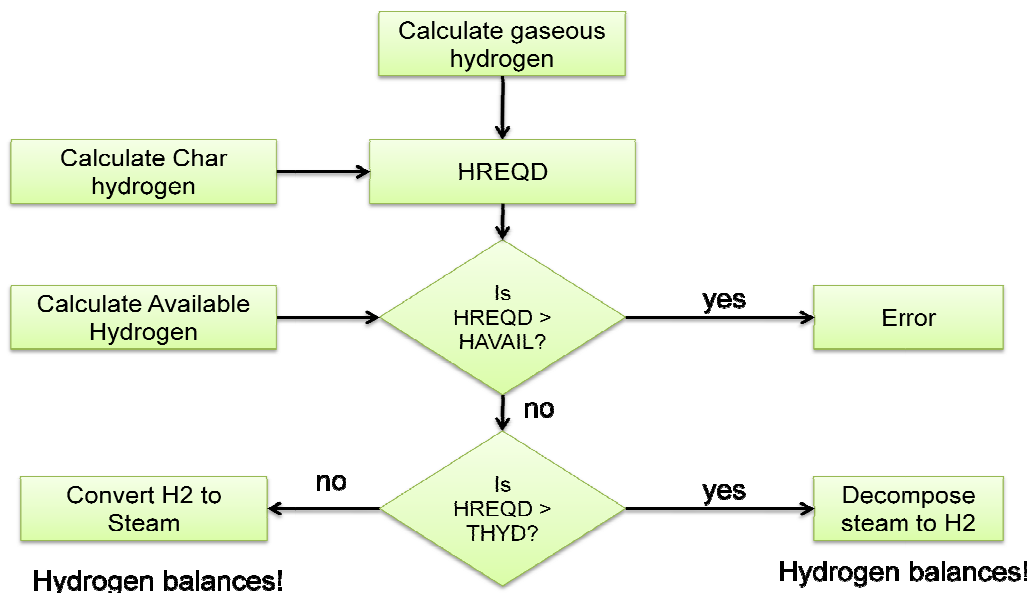 Calculate gaseous
hydrogen
Calculate Char
hydrogen
HREQD
Calculate Available
Hydrogen
Is
HREQD >
HAVAIL?
yes
Error
no
Convert H2 to
Steam
no
Is
HREQD >
THYD?
yes
Decompose
steam to H2
Hydrogen balances!
Hydrogen balances!